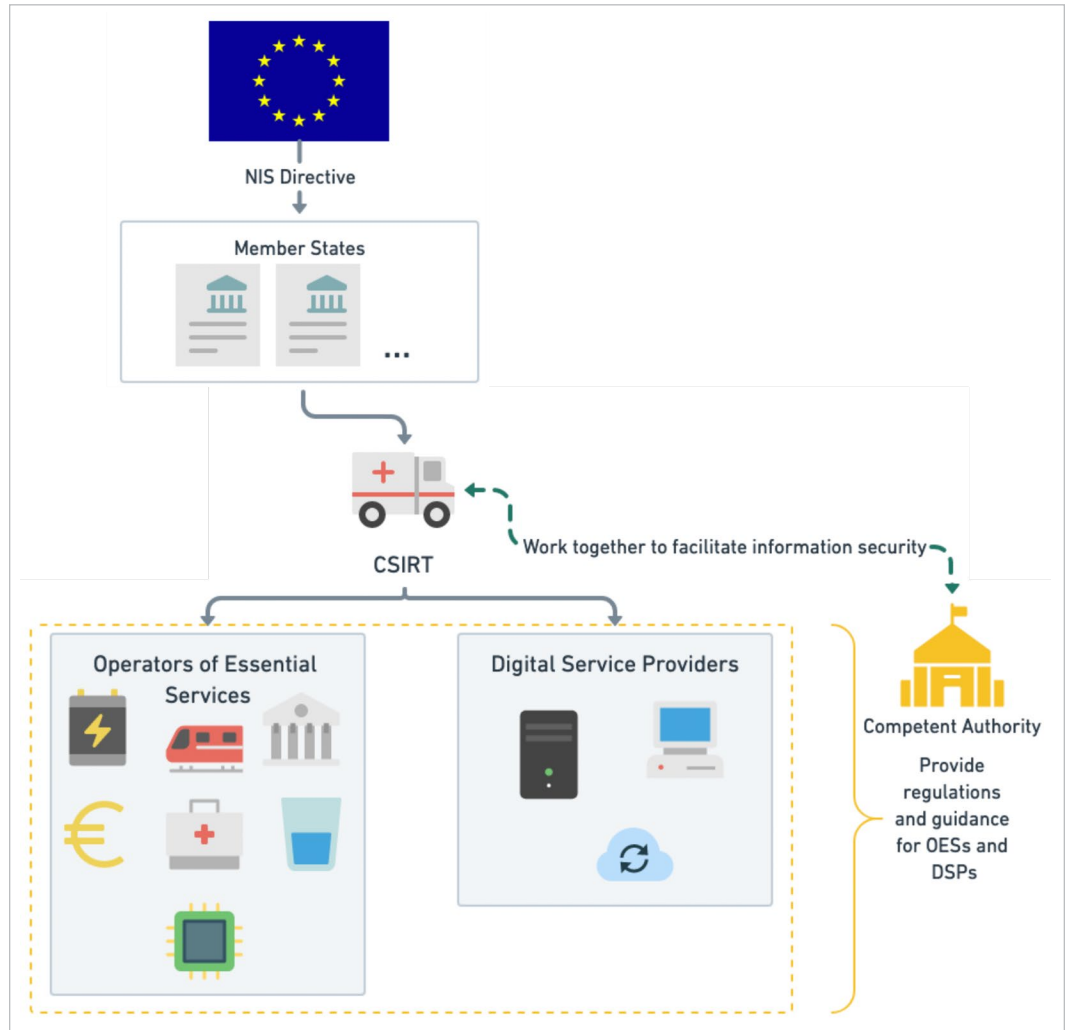 NIS Directive
Member States
...
CSIRT
Work together to facilitate information security
Operators of Essential
Services
Digital Service Providers
Competent Authority
Provide
regulations
and guidance
for OESs and
DSPs